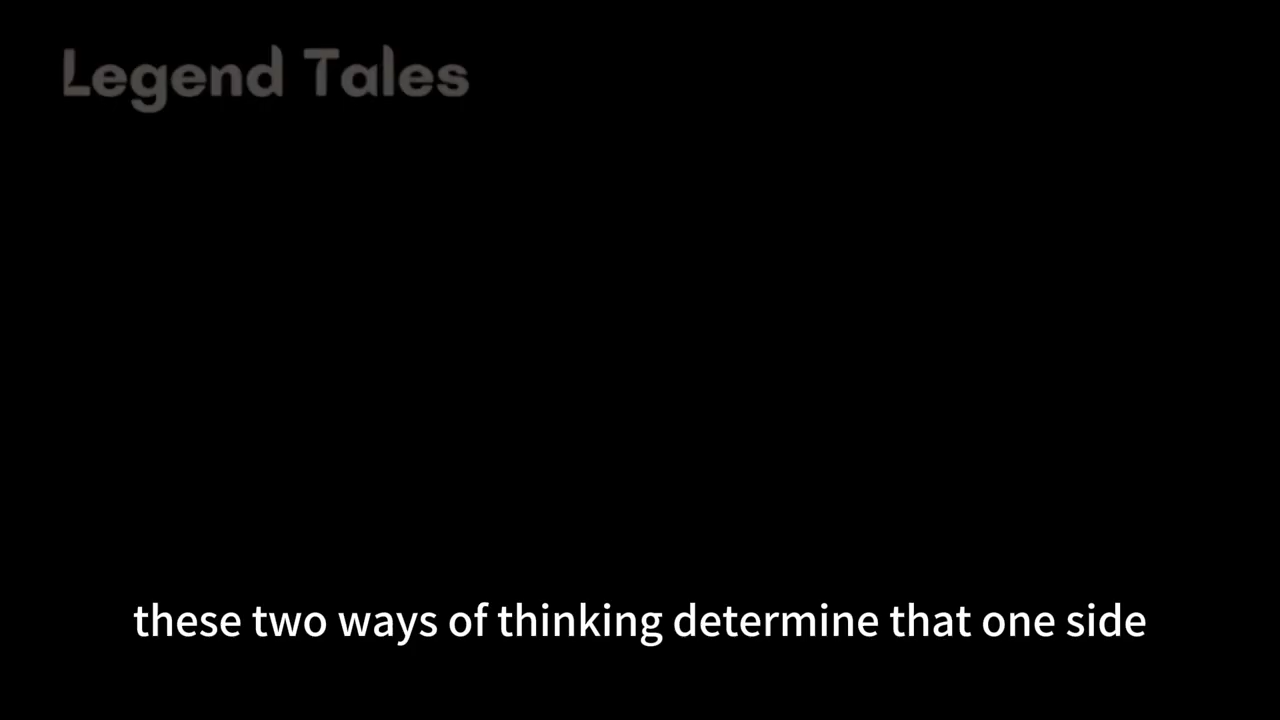 Legend Tales
these two ways of thinking determine that one side